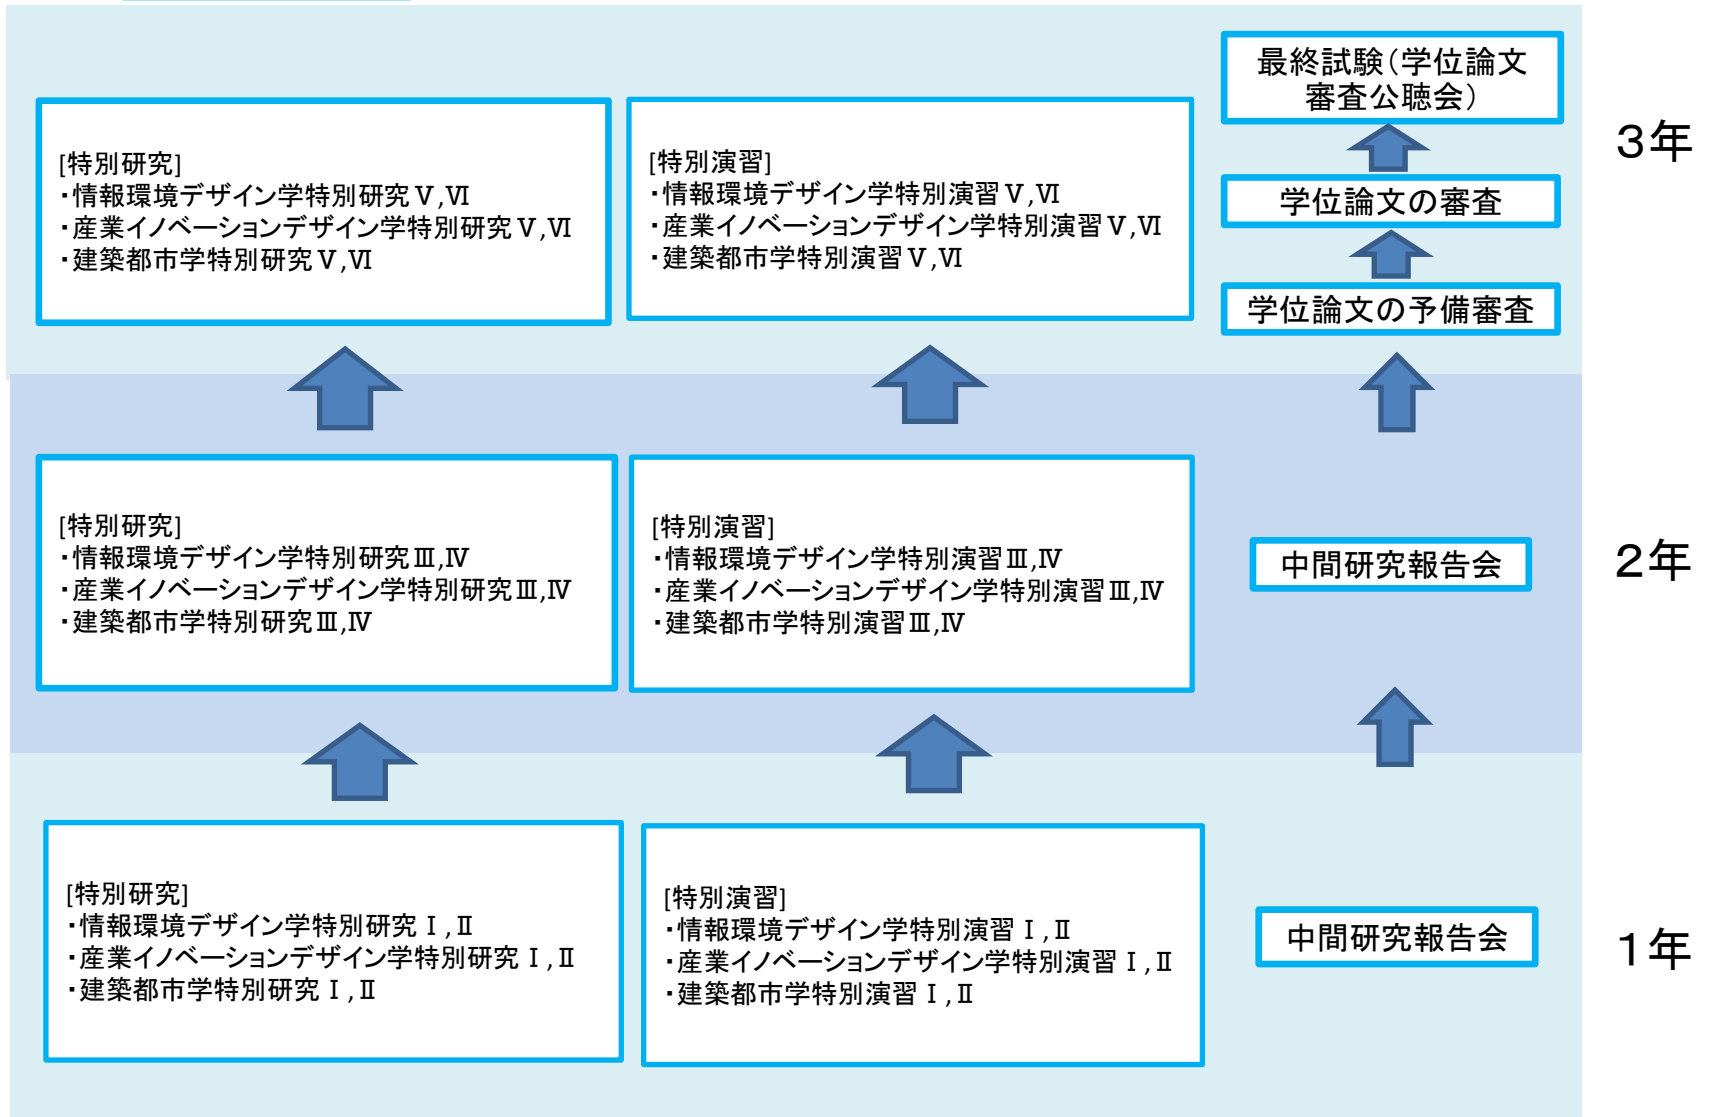 最終試験（学位論文
審査公聴会）
3年
[特別研究]
・情報環境デザイン学特別研究Ⅴ,Ⅵ
・産業イノベーションデザイン学特別研究Ⅴ,Ⅵ
・建築都市学特別研究Ⅴ,Ⅵ
[特別演習]
・情報環境デザイン学特別演習Ⅴ,Ⅵ
・産業イノベーションデザイン学特別演習Ⅴ,Ⅵ
・建築都市学特別演習Ⅴ,Ⅵ
学位論文の審査
学位論文の予備審査
[特別研究]
・情報環境デザイン学特別研究Ⅲ,Ⅳ
・産業イノベーションデザイン学特別研究Ⅲ,Ⅳ
・建築都市学特別研究Ⅲ,Ⅳ
[特別演習]
・情報環境デザイン学特別演習Ⅲ,Ⅳ
・産業イノベーションデザイン学特別演習Ⅲ,Ⅳ
・建築都市学特別演習Ⅲ,Ⅳ
中間研究報告会
2年
[特別研究]
・情報環境デザイン学特別研究Ⅰ,Ⅱ
・産業イノベーションデザイン学特別研究Ⅰ,Ⅱ
・建築都市学特別研究Ⅰ,Ⅱ
[特別演習]
・情報環境デザイン学特別演習Ⅰ,Ⅱ
・産業イノベーションデザイン学特別演習Ⅰ,Ⅱ
・建築都市学特別演習Ⅰ,Ⅱ
中間研究報告会
1年